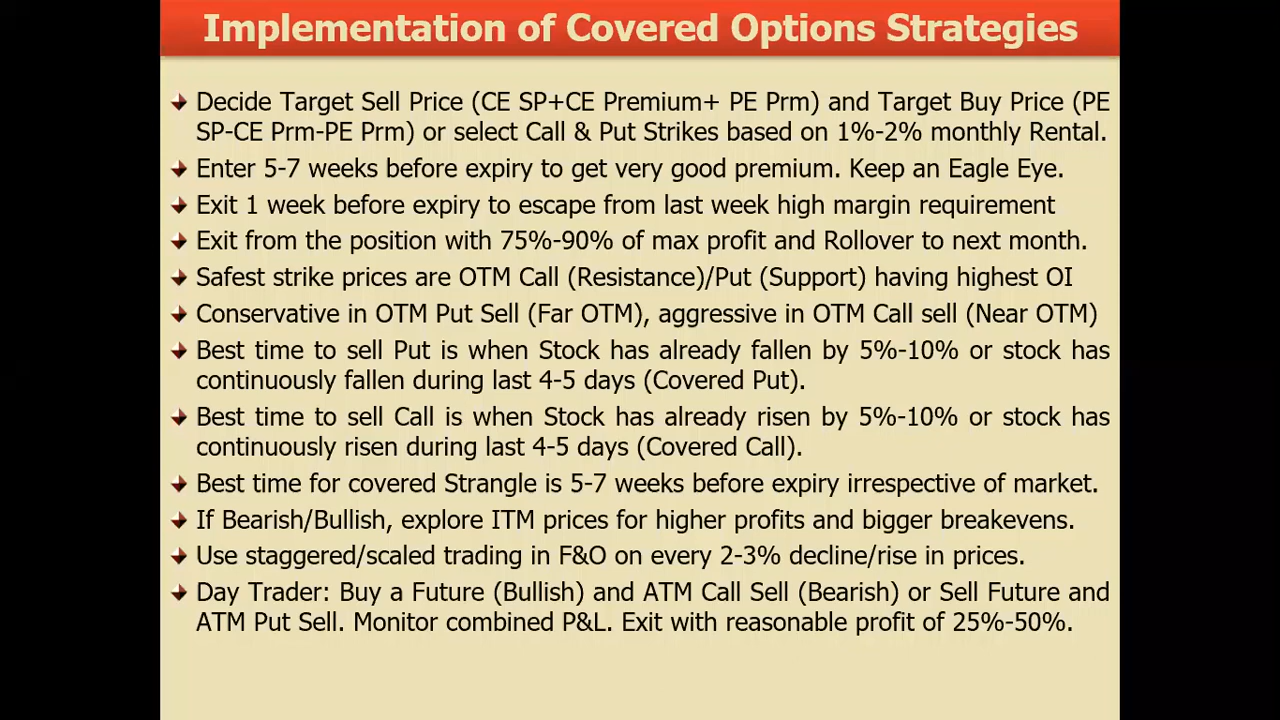 Implementation of Covered Options Strategies
Decide Target Sell Price (CE SP+CE Premium+ PE Prm) and Target Buy Price (PE
SP-CE Prm-PE Prm) or select Call & Put Strikes based on 1%-2% monthly Rental.
Enter 5-7 weeks before expiry to get very good premium. Keep an Eagle Eye.
Exit 1 week before expiry to escape from last week high margin requirement
Exit from the position with 75%-90% of max profit and Rollover to next month.
Safest strike prices are OTM Call (Resistance)/Put (Support) having highest OI
Conservative in OTM Put Sell (Far OTM), aggressive in OTM Call sell (Near OTM)
Best time to sell Put is when Stock has already fallen by 5%-10% or stock has
continuously fallen during last 4-5 days (Covered Put).
Best time to sell Call is when Stock has already risen by 5%-10% or stock has
continuously risen during last 4-5 days (Covered Call).
Best time for covered Strangle is 5-7 weeks before expiry irrespective of market.
If Bearish/Bullish, explore ITM prices for higher profits and bigger breakevens.
Use staggered/scaled trading in F&O on every 2-3% decline/rise in prices.
Day Trader: Buy a Future (Bullish) and ATM Call Sell (Bearish) or Sell Future and
ATM Put Sell. Monitor combined P&L. Exit with reasonable profit of 25%-50%.